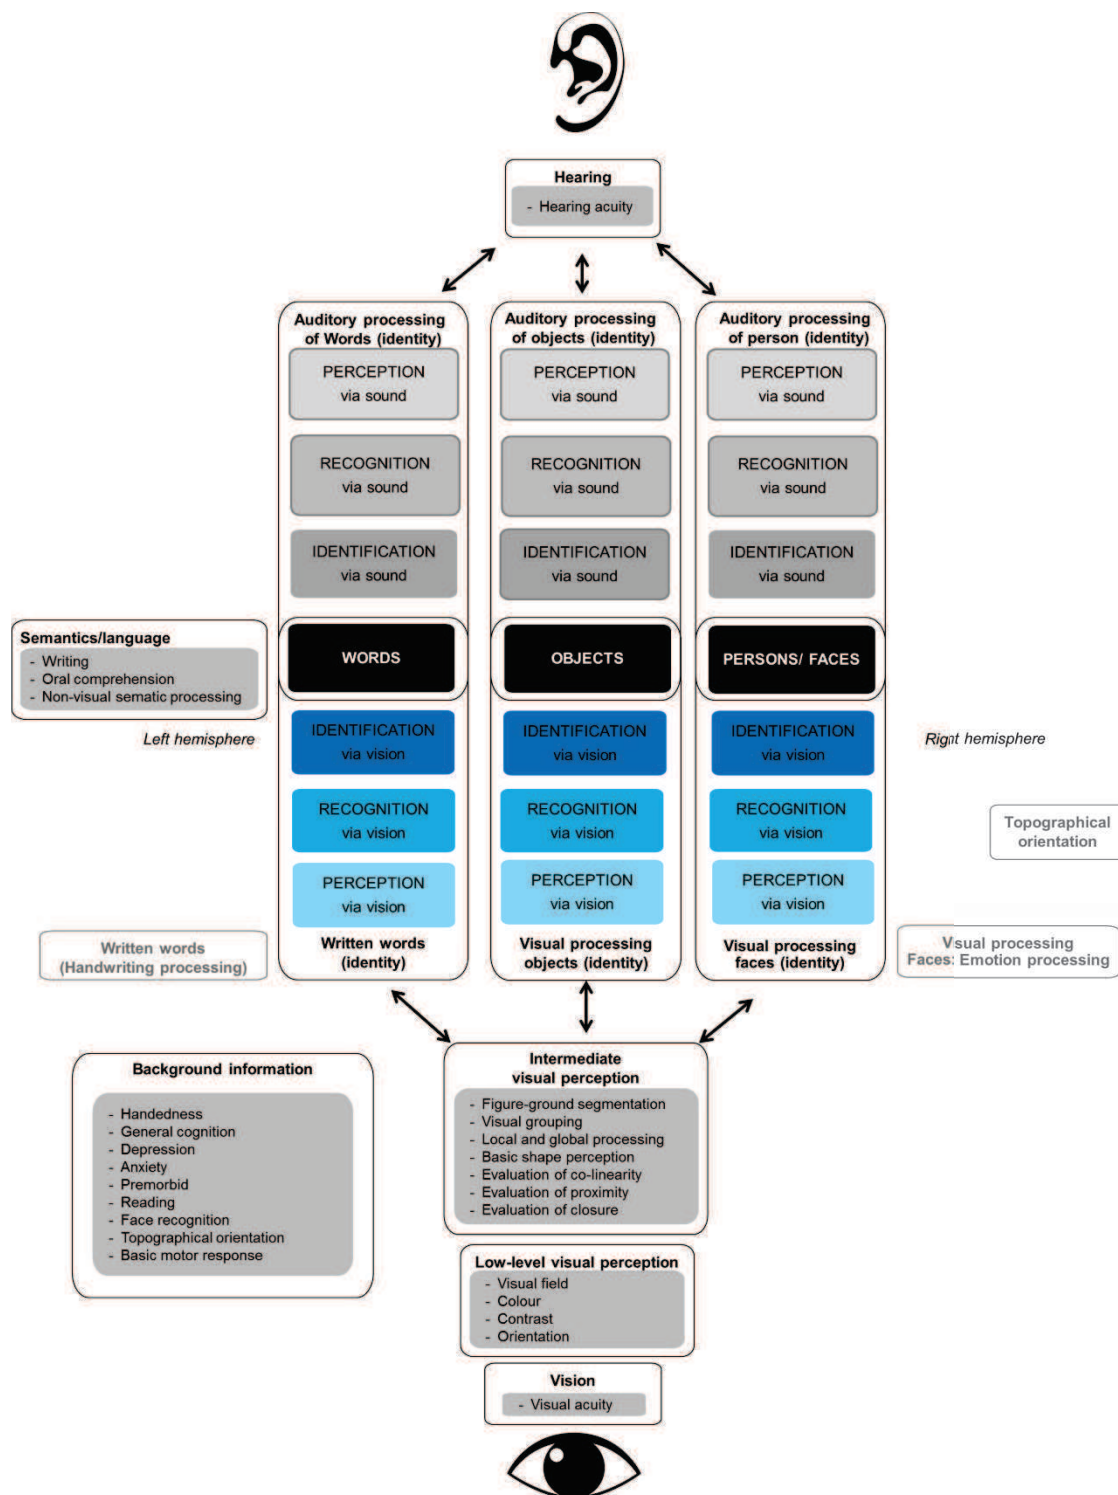 Hearing
- Hearing acuity
Auditory processing
of Words (identity)
PERCEPTION
via sound
RECOGNITION
via sound
IDENTIFICATION
via sound
Auditory processing
of objects (identity)
PERCEPTION
via sound
RECOGNITION
via sound
IDENTIFICATION
via sound
Auditory processing
of person (identity)
PERCEPTION
via sound
RECOGNITION
via sound
IDENTIFICATION
via sound
Semantics/language
- Writing
- Oral comprehension
- Non-visual sematic processing
WORDS
OBJECTS
PERSONS/ FACES
Left hemisphere
Right hemisphere
IDENTIFICATION
via vision
RECOGNITION
via vision
PERCEPTION
via vision
Written words
(identity)
IDENTIFICATION
via vision
RECOGNITION
via vision
PERCEPTION
via vision
Visual processing
objects (identity)
IDENTIFICATION
via vision
RECOGNITION
via vision
PERCEPTION
via vision
Visual processing
faces (identity)
Topographical
orientation
Written words
(Handwriting processing)
Visual processing
Faces: Emotion processing
Background information
- Handedness
- General cognition
- Depression
- Anxiety
- Premorbid
- Reading
- Face recognition
- Topographical orientation
- Basic motor response
Intermediate
visual perception
- Figure-ground segmentation
- Visual grouping
- Local and global processing
- Basic shape perception
- Evaluation of co-linearity
- Evaluation of proximity
- Evaluation of closure
Low-level visual perception
- Visual field
- Colour
- Contrast
- Orientation
Vision
- Visual acuity